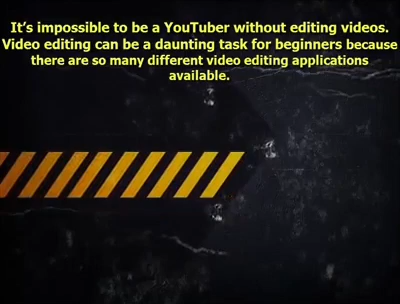 It's impossible to be a YouTuber without editing videos.
Video editing can be a daunting task for beginners because
there are so many different video editing applications
available.